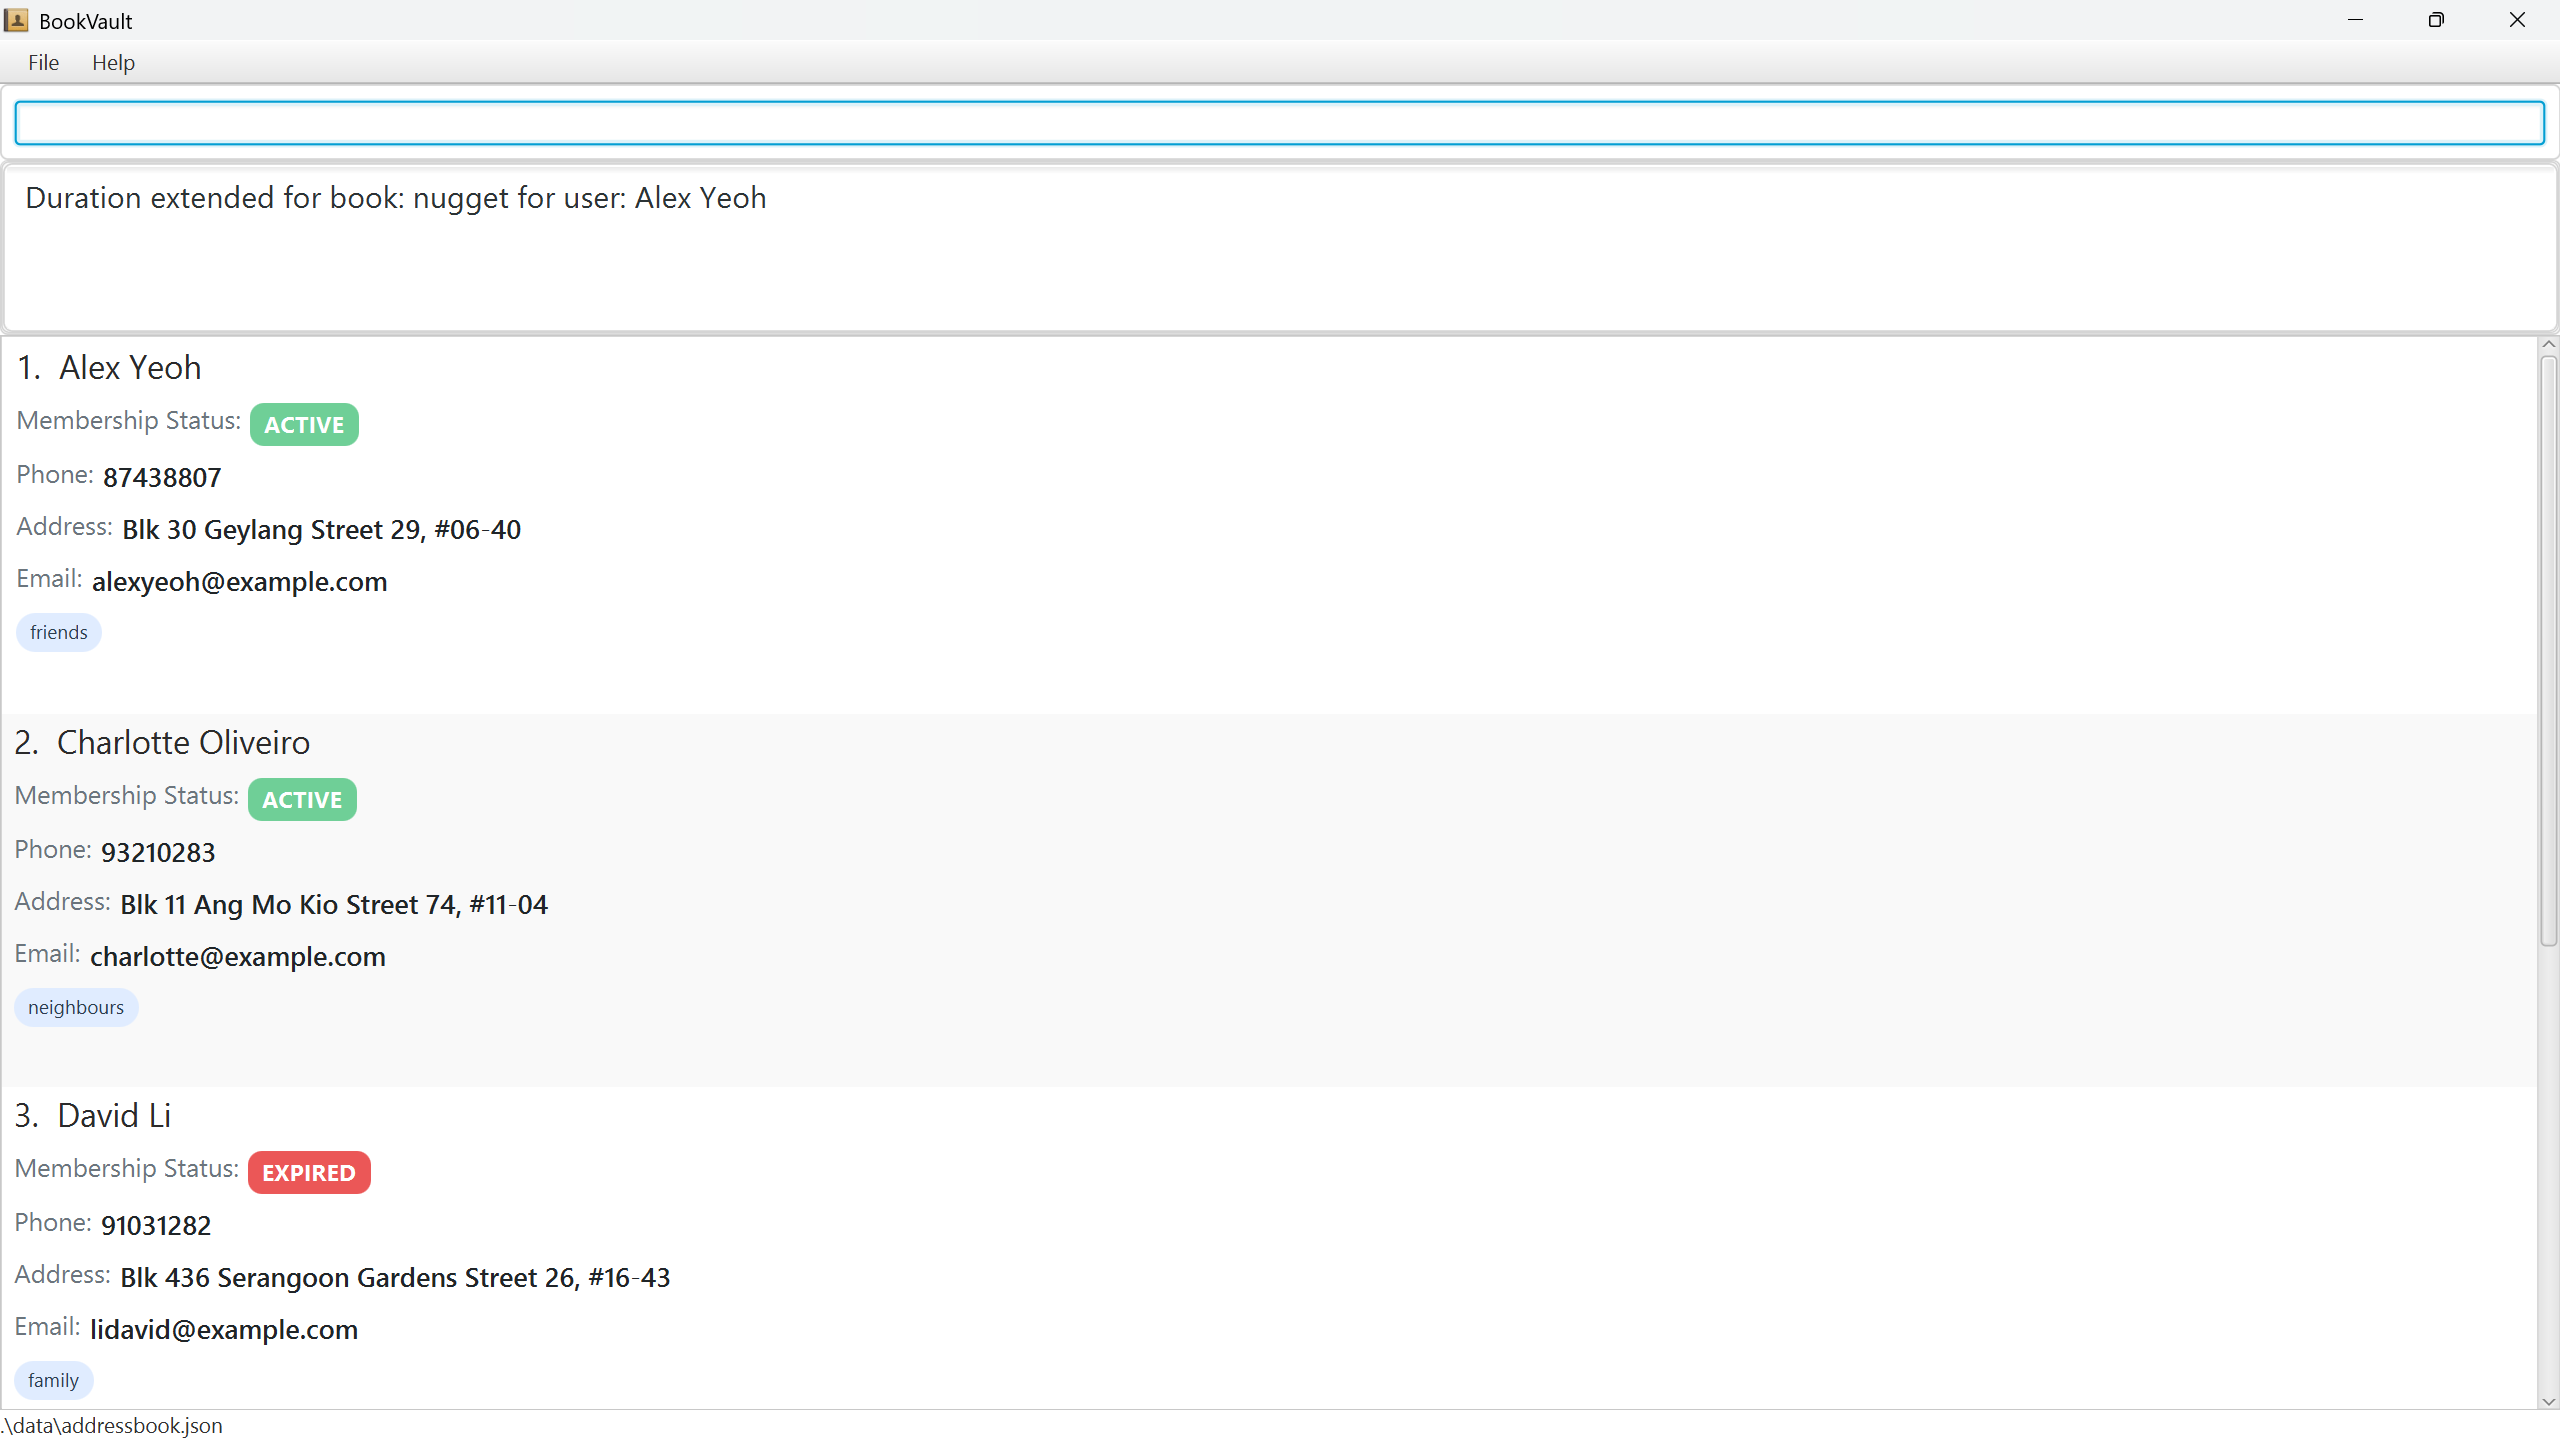 BookVault
File Help
Duration extended for book: nugget for user: Alex Yeoh
1. Alex Yeoh
Membership Status: ACTIVE
Phone: 87438807
Address: Blk 30 Geylang Street 29, #06-40
Email: alexyeoh@example.com
friends
2. Charlotte Oliveiro
Membership Status: ACTIVE
Phone: 93210283
Address: Blk 11 Ang Mo Kio Street 74, #11-04
Email: charlotte@example.com
neighbours
3. David Li
Membership Status: EXPIRED
Phone: 91031282
Address: Blk 436 Serangoon Gardens Street 26, #16-43
Email: lidavid@example.com
family
.\data\addressbook.json